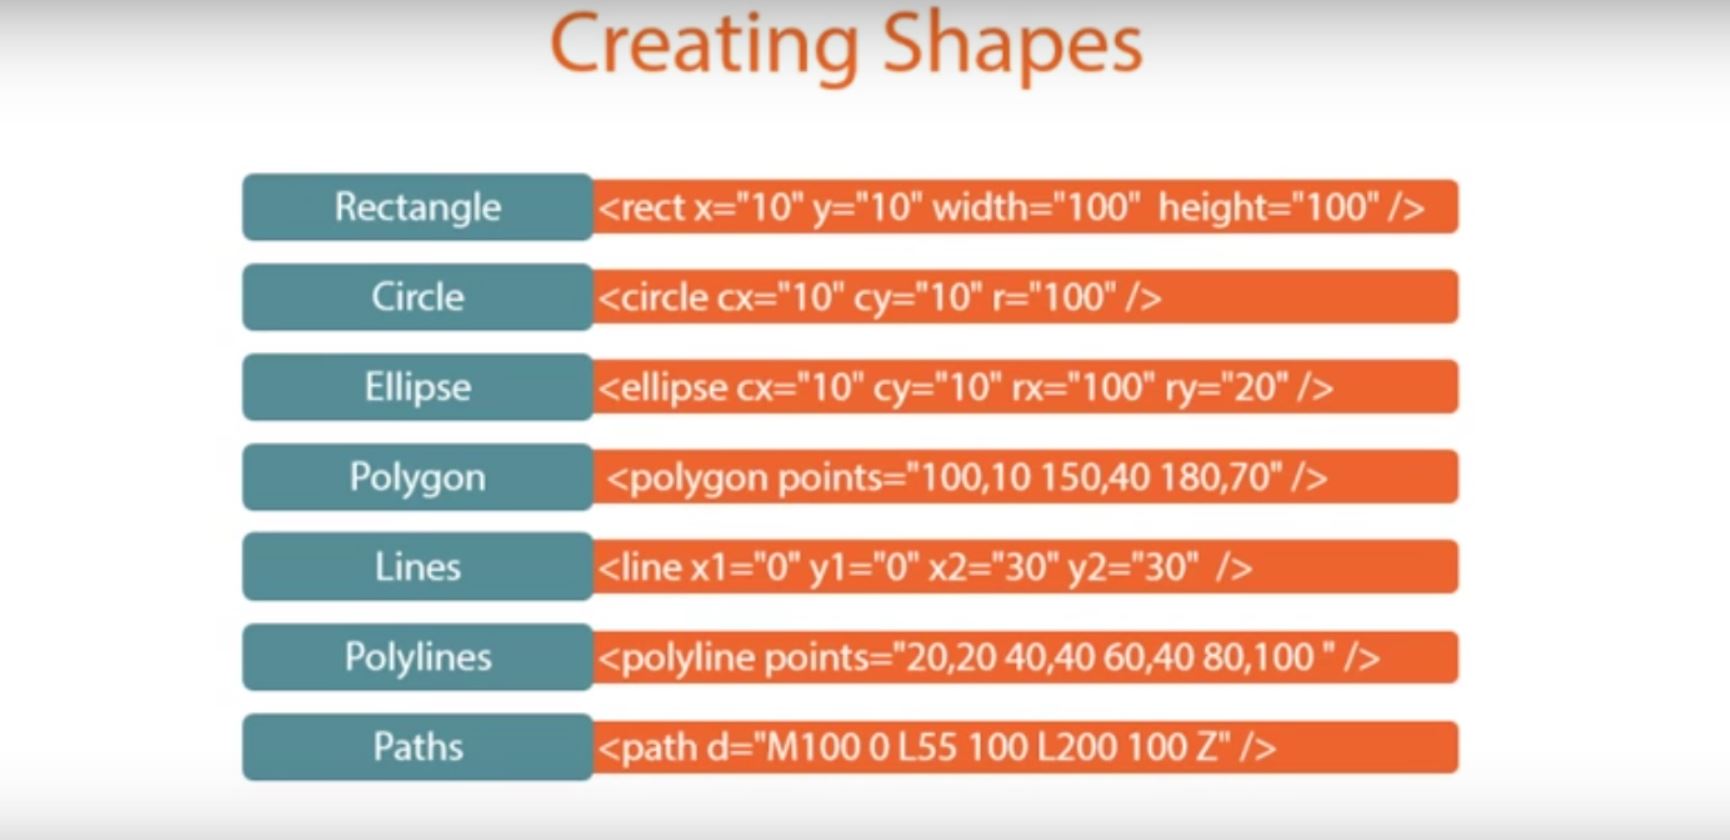 Creating Shapes
Rectangle <rect x="10" y="10" width="100"  height="100" />
Circle <circle cx="10" cy="10" r="100" />
Ellipse <ellipse cx="10" cy="10" rx="100" ry="20" />
Polygon <polygon points="100,10 150,40 180,70" />
Lines <line x1="0" y1="0" x2="30" y2="30"  />
Polylines <polyline points="20,20 40,40 60,40 80,100 " />
Paths <path d="M100 0 L55 100 L200 100 Z" />